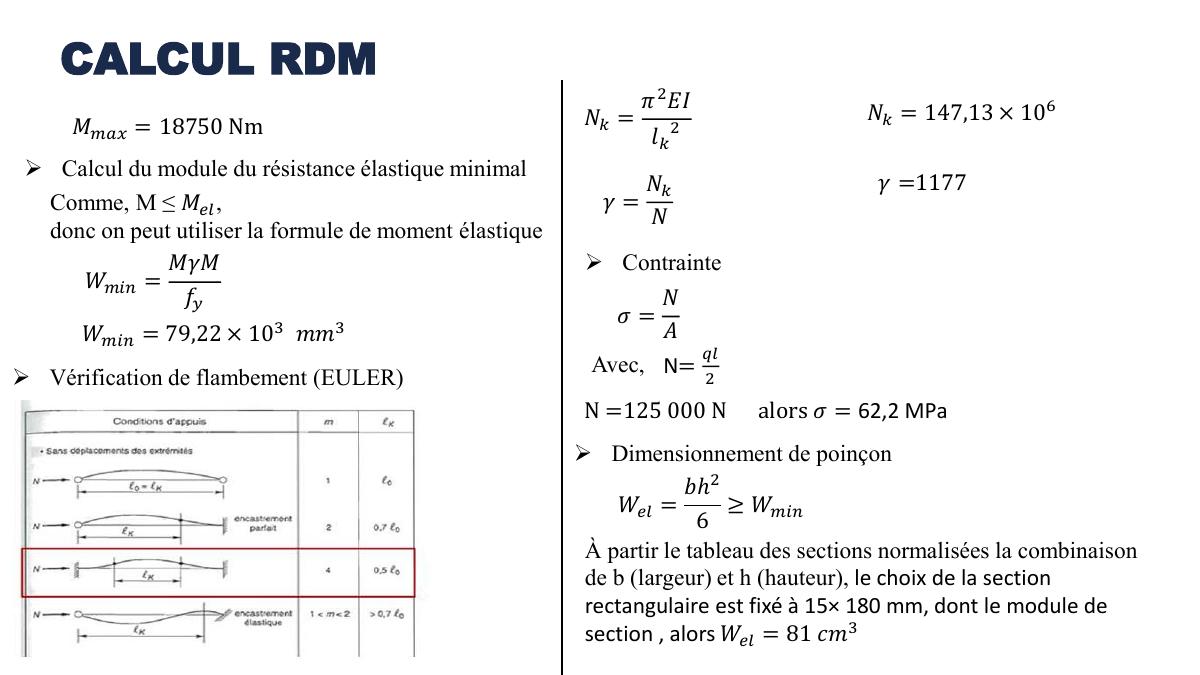 CALCUL RDM
M_max = 18750 Nm
➢ Calcul du module du résistance élastique minimal
Comme, M ≤ M_el,
donc on peut utiliser la formule de moment élastique
W_min = MγM / f_y
W_min = 79,22 × 10³ mm³
➢ Vérification de flambement (EULER)
Conditions d'appuis m ℓ_K
• Sans déplacements des extrémités
N ℓ₀ = ℓ_K 1 ℓ₀
N ℓ_K encastrement parfait 2 0,7 ℓ₀
N ℓ_K 4 0,5 ℓ₀
N ℓ_K encastrement élastique 1 < m < 2 > 0,7 ℓ₀
N_k = π²EI / l_k² N_k = 147,13 × 10⁶
γ = N_k / N γ =1177
➢ Contrainte
σ = N / A
Avec, N= ql / 2
N =125 000 N alors σ = 62,2 MPa
➢ Dimensionnement de poinçon
W_el = bh² / 6 ≥ W_min
À partir le tableau des sections normalisées la combinaison
de b (largeur) et h (hauteur), le choix de la section
rectangulaire est fixé à 15× 180 mm, dont le module de
section , alors W_el = 81 cm³